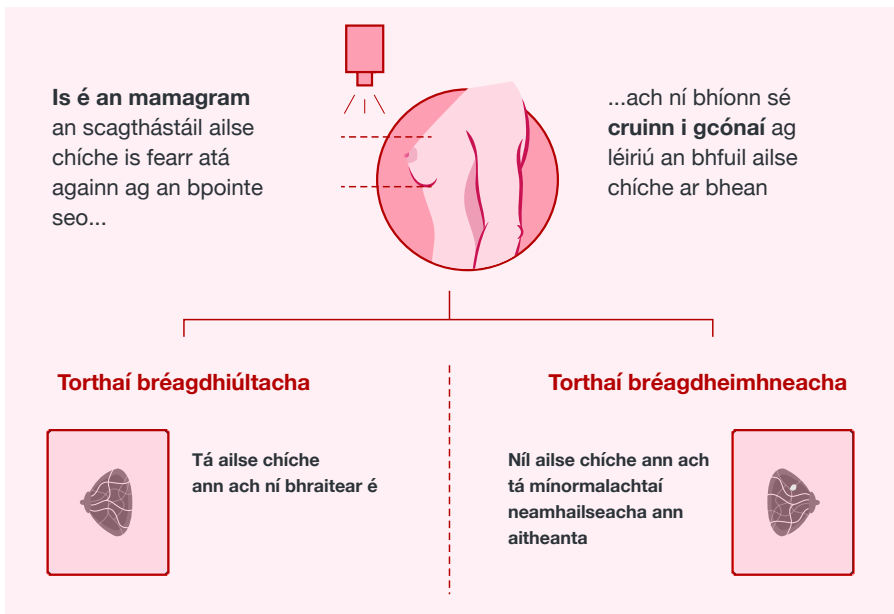 Is é an mamagram
an scagthástáil ailse
chíche is fearr atá
againn ag an bpointe
seo...
...ach ní bhíonn sé
cruinn i gcónaí ag
léiriú an bhfuil ailse
chíche ar bhean
Torthaí bréagdhiúltacha
Tá ailse chíche
ann ach ní bhraitear é
Torthaí bréagdheimhneacha
Níl ailse chíche ann ach
tá mínormalachtaí
neamhailseacha ann
aitheanta